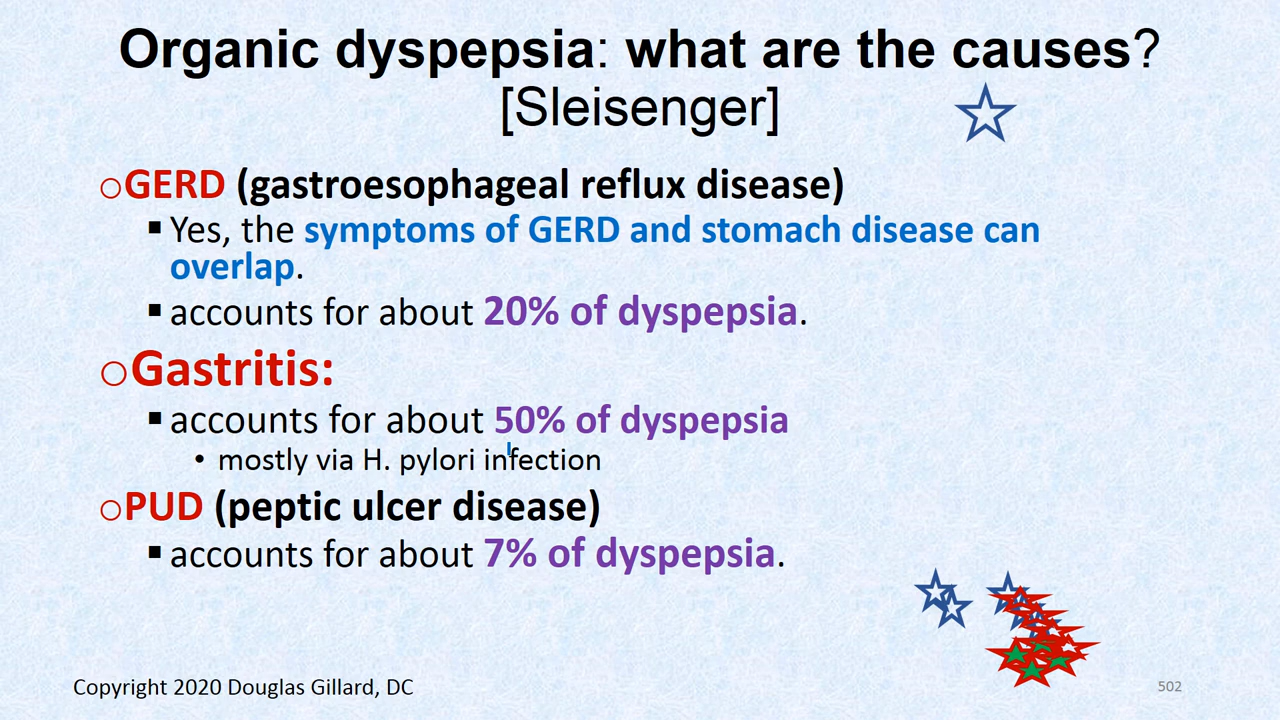 Organic dyspepsia: what are the causes?
[Sleisenger]
GERD (gastroesophageal reflux disease)
Yes, the symptoms of GERD and stomach disease can
overlap.
accounts for about 20% of dyspepsia.
Gastritis:
accounts for about 50% of dyspepsia
• mostly via H. pylori infection
PUD (peptic ulcer disease)
accounts for about 7% of dyspepsia.
Copyright 2020 Douglas Gillard, DC
502